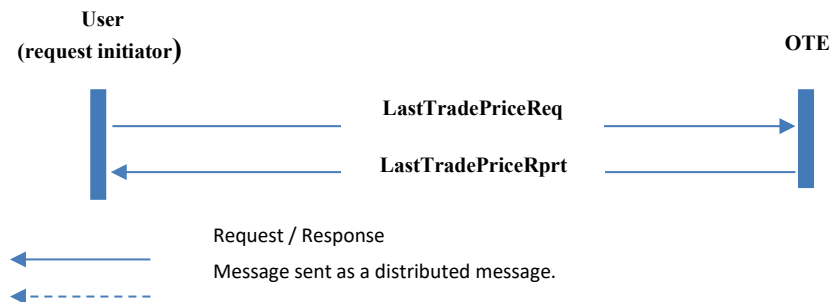 User
(request initiator)
OTE
LastTradePriceReq
LastTradePriceRprt
Request / Response
Message sent as a distributed message.